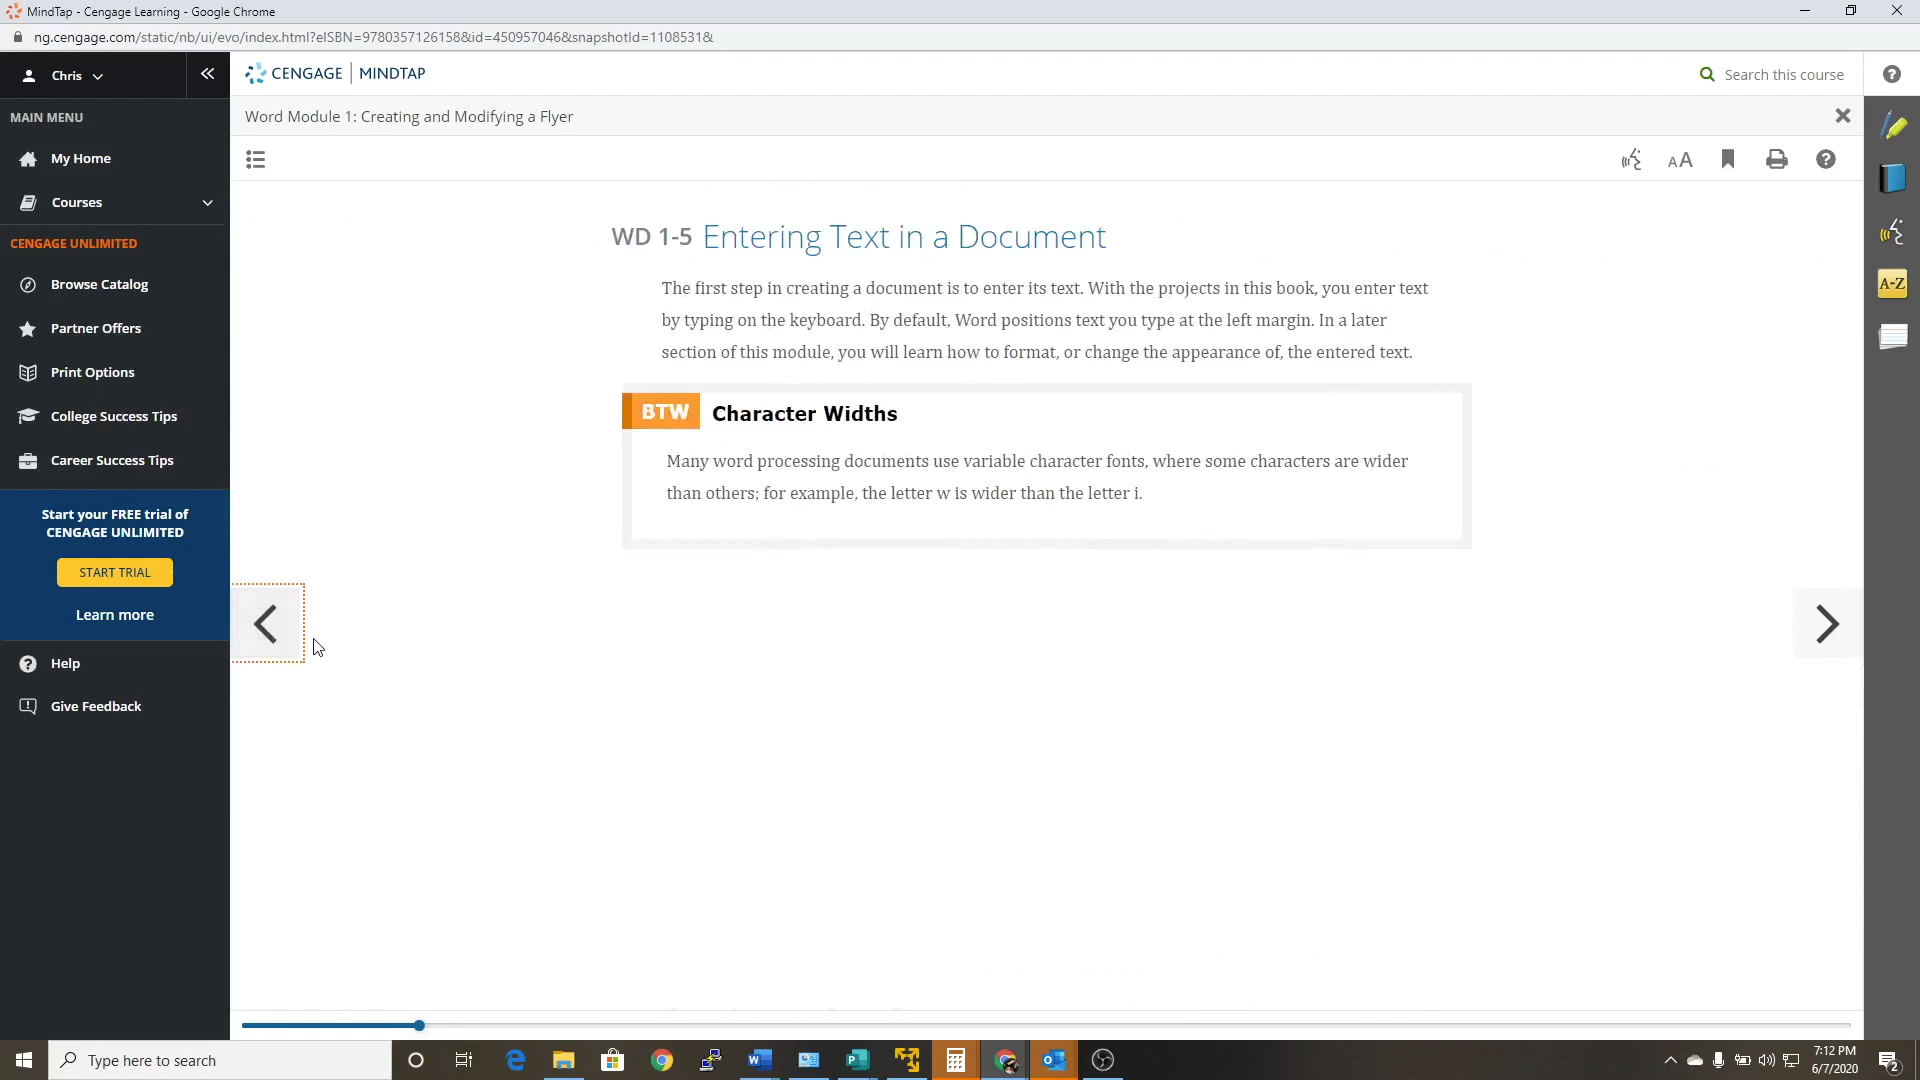 MindTap - Cengage Learning - Google Chrome
ng.cengage.com/static/nb/ui/evo/index.html?eISBN=9780357126158&id=450957046&snapshotId=1108531&
Chris
CENGAGE | MINDTAP
Search this course
MAIN MENU
Word Module 1: Creating and Modifying a Flyer
My Home
AA
Courses
CENGAGE UNLIMITED
Browse Catalog
Partner Offers
Print Options
College Success Tips
Career Success Tips
Start your FREE trial of
CENGAGE UNLIMITED
START TRIAL
Learn more
Help
Give Feedback
WD 1-5 Entering Text in a Document
The first step in creating a document is to enter its text. With the projects in this book, you enter text
by typing on the keyboard. By default, Word positions text you type at the left margin. In a later
section of this module, you will learn how to format, or change the appearance of, the entered text.
BTW Character Widths
Many word processing documents use variable character fonts, where some characters are wider
than others; for example, the letter w is wider than the letter i.
A-Z
Type here to search
7:12 PM
6/7/2020
2